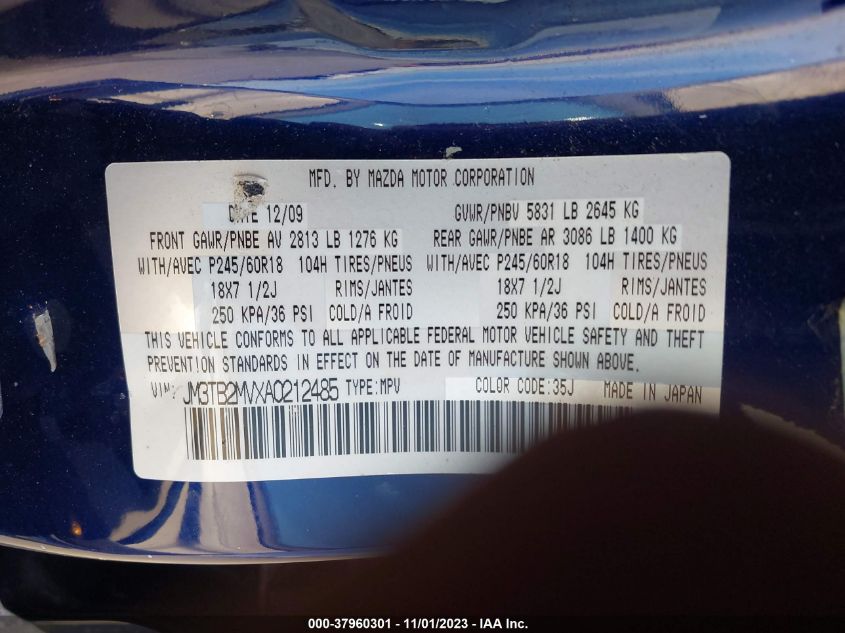 MFD. BY MAZDA MOTOR CORPORATION
DATE 12/09 GVWR/PNBV 5831 LB 2645 KG
FRONT GAWR/PNBE AV 2813 LB 1276 KG REAR GAWR/PNBE AR 3086 LB 1400 KG
WITH/AVEC P245/60R18 104H TIRES/PNEUS WITH/AVEC P245/60R18 104H TIRES/PNEUS
18X7 1/2J RIMS/JANTES 18X7 1/2J RIMS/JANTES
250 KPA/36 PSI COLD/A FROID 250 KPA/36 PSI COLD/A FROID
THIS VEHICLE CONFORMS TO ALL APPLICABLE FEDERAL MOTOR VEHICLE SAFETY AND THEFT
PREVENTION STANDARDS IN EFFECT ON THE DATE OF MANUFACTURE SHOWN ABOVE.
VIN: JM3TB2MVXA0212485 TYPE:MPV COLOR CODE:35J MADE IN JAPAN
000-37960301 - 11/01/2023 - IAA Inc.